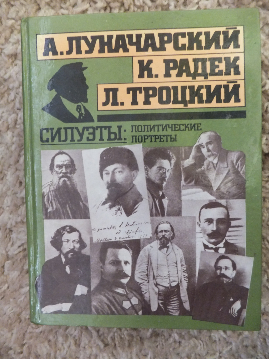 А.ЛУНАЧАРСКИЙ
К.РАДЕК
Л.ТРОЦКИЙ
СИЛУЭТЫ:
ПОЛИТИЧЕСКИЕ
ПОРТРЕТЫ